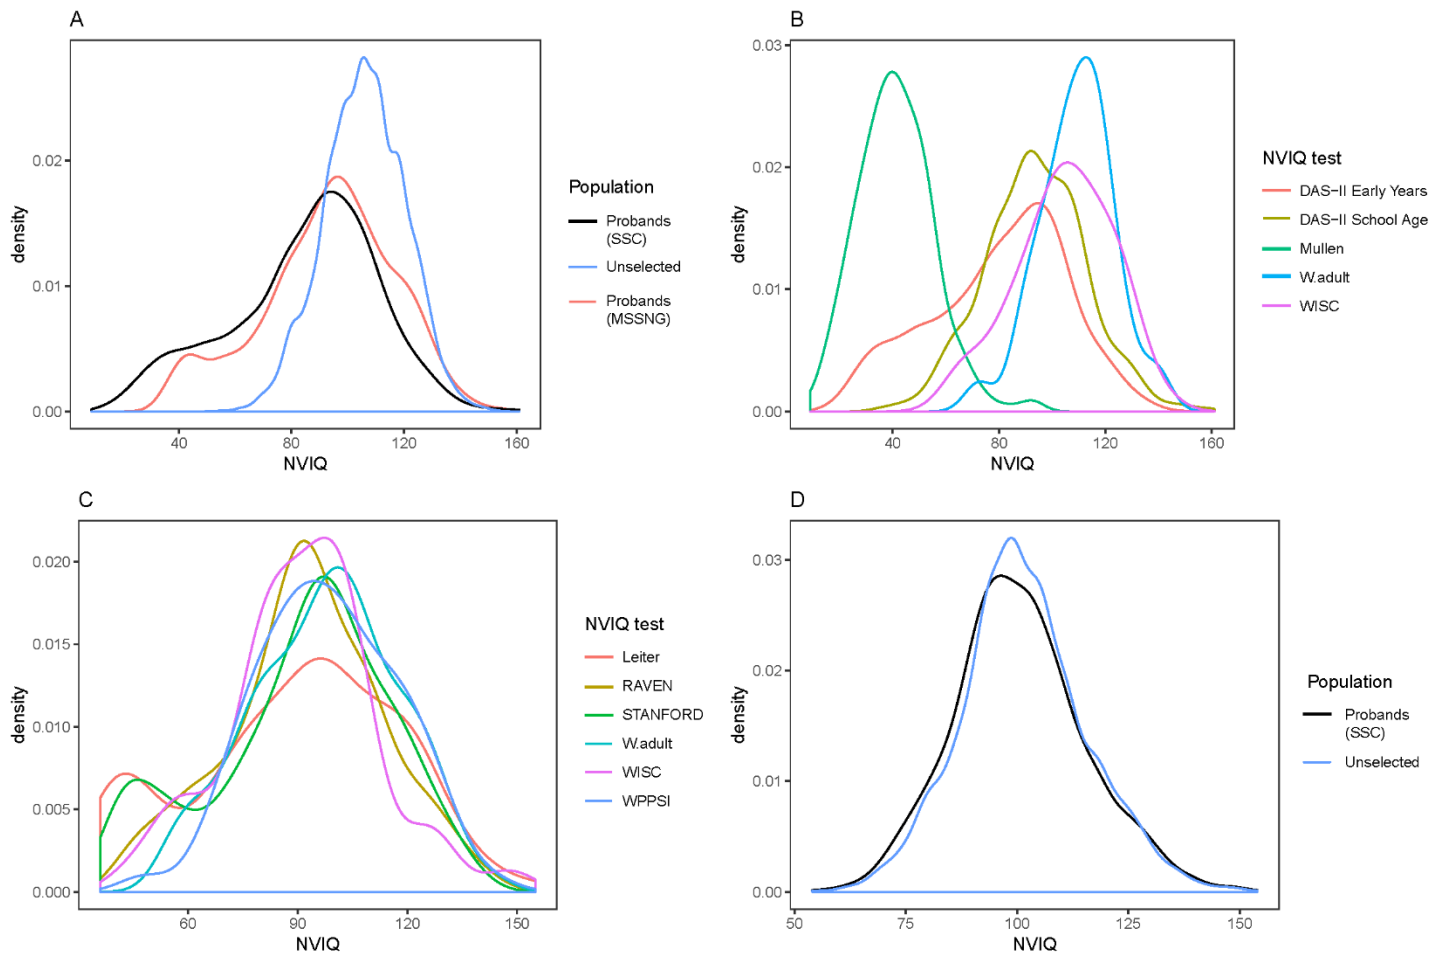 A
density
0.02
0.01
0.00
40
80
120
160
NVIQ
Population
Probands
(SSC)
Unselected
Probands
(MSSNG)
B
density
0.03
0.02
0.01
0.00
40
80
120
160
NVIQ
NVIQ test
DAS-II Early Years
DAS-II School Age
Mullen
W.adult
WISC
C
density
0.020
0.015
0.010
0.005
0.000
60
90
120
150
NVIQ
NVIQ test
Leiter
RAVEN
STANFORD
W.adult
WISC
WPPSI
D
density
0.03
0.02
0.01
0.00
50
75
100
125
150
NVIQ
Population
Probands
(SSC)
Unselected